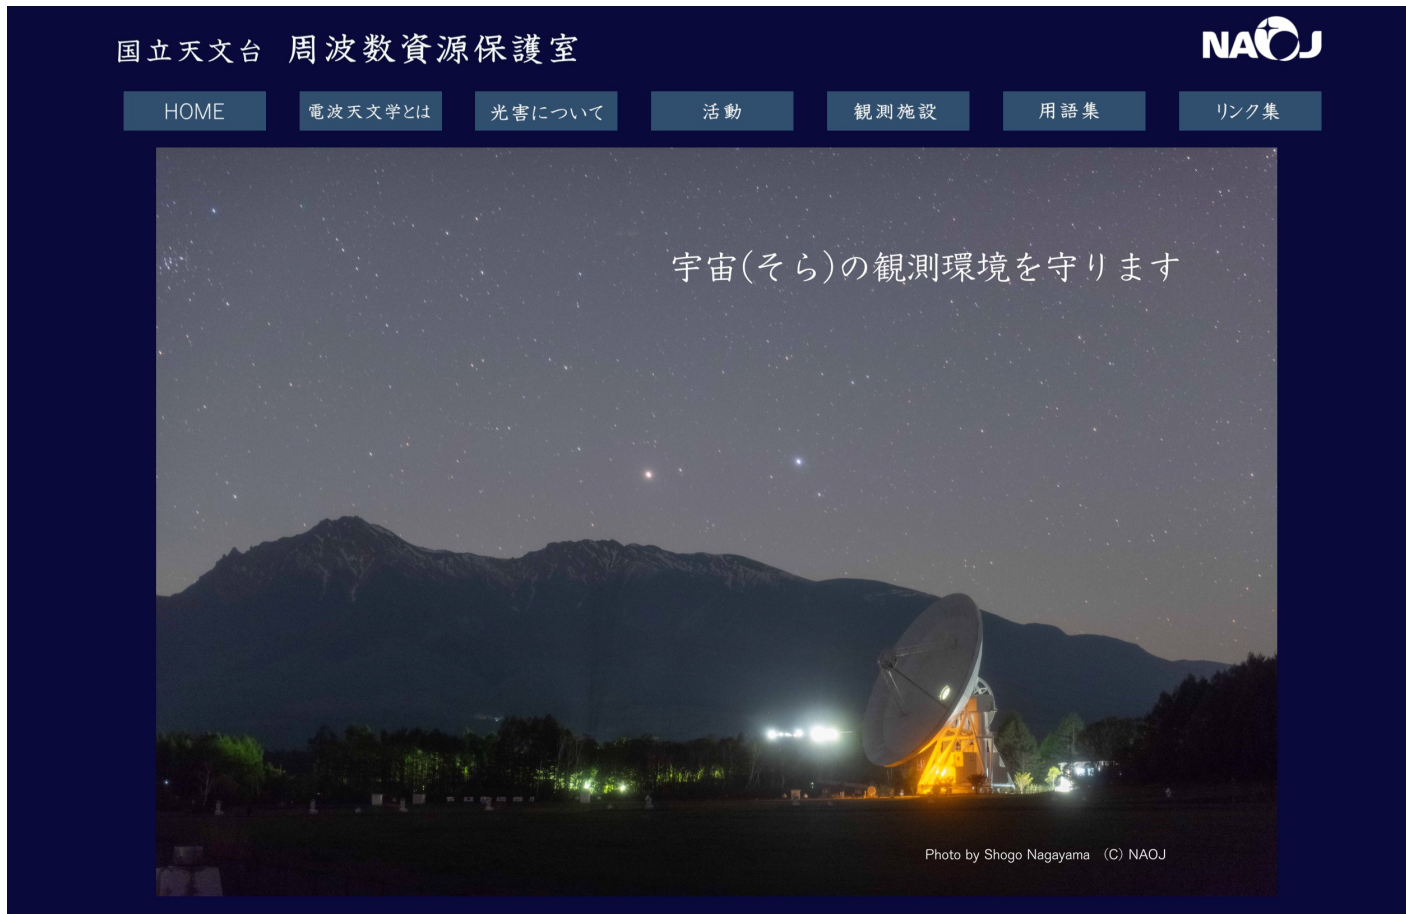 国立天文台 周波数資源保護室
NAOJ
HOME
電波天文学とは
光害について
活動
観測施設
用語集
リンク集
宇宙(そら)の観測環境を守ります
Photo by Shogo Nagayama (C) NAOJ